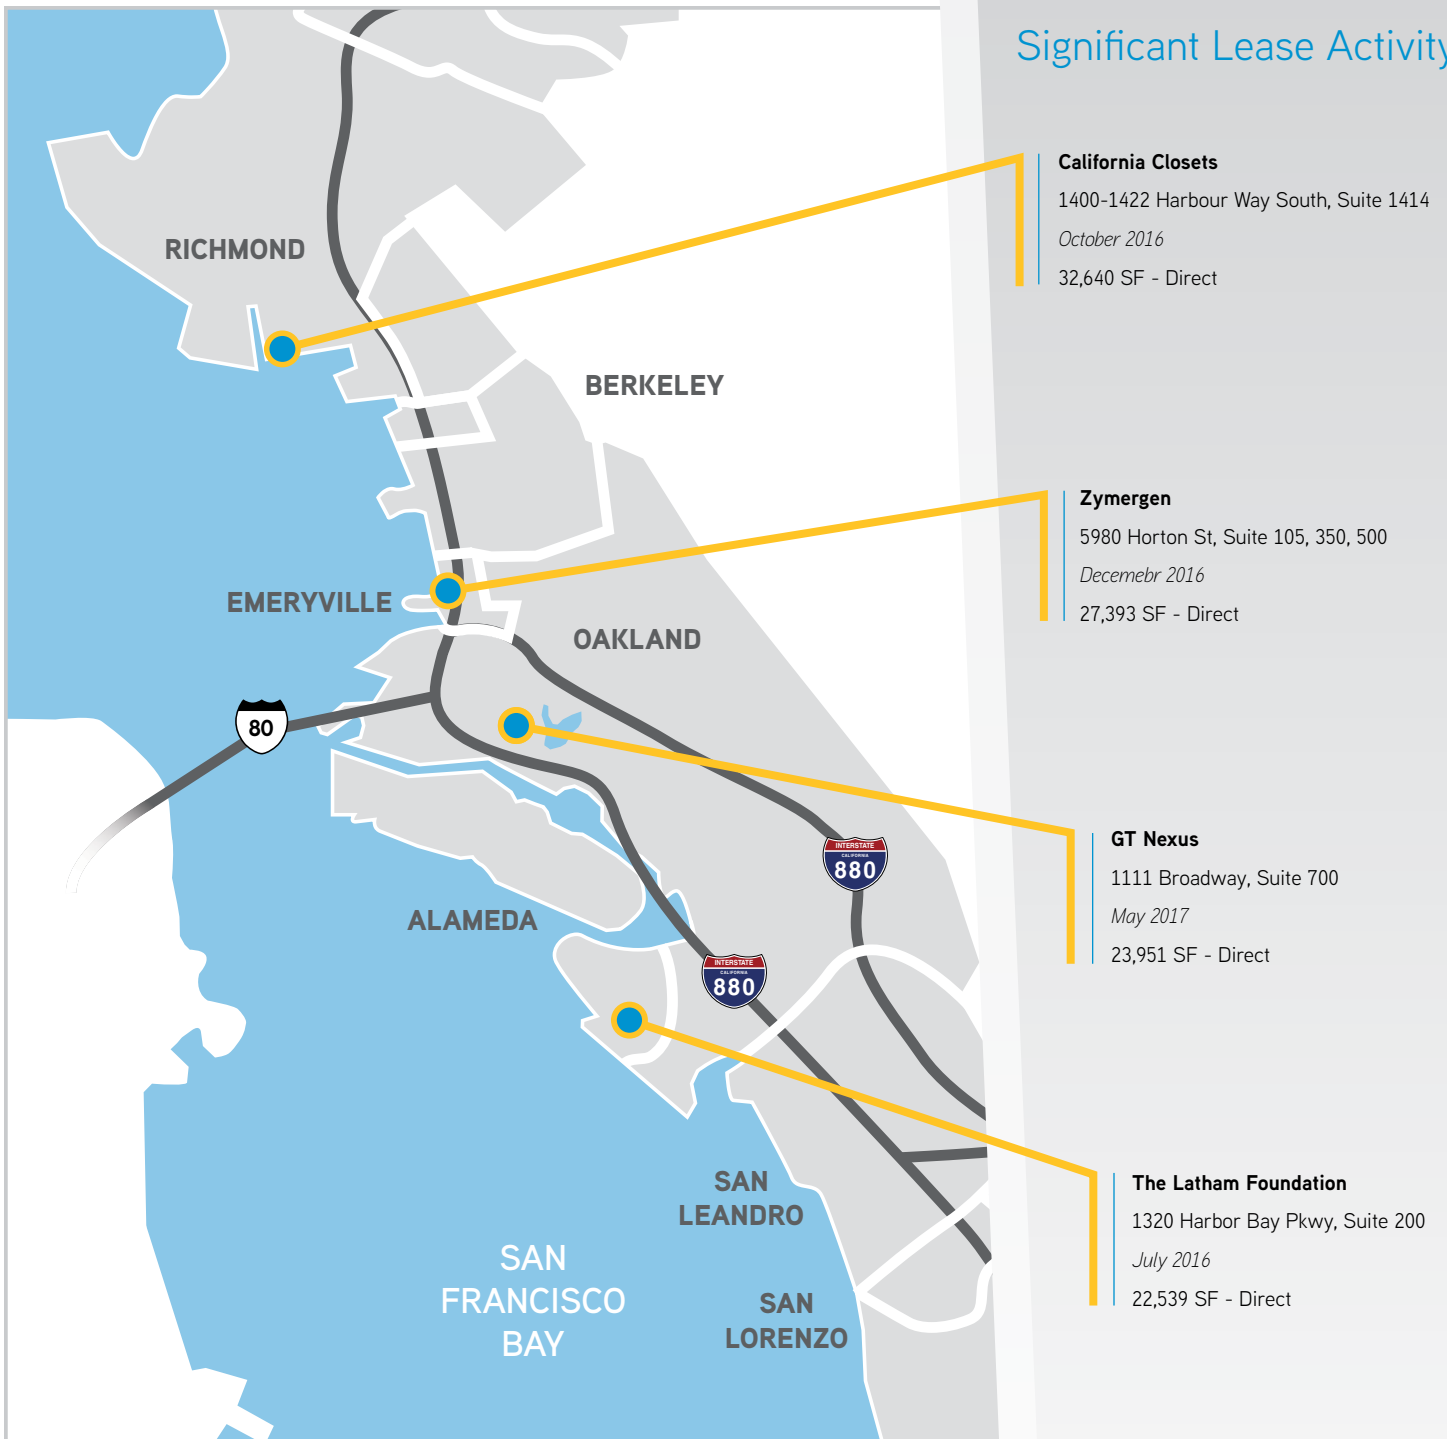 Significant Lease Activity
California Closets
1400-1422 Harbour Way South, Suite 1414
October 2016
32,640 SF - Direct
RICHMOND
BERKELEY
Zymergen
5980 Horton St, Suite 105, 350, 500
Decemebr 2016
27,393 SF - Direct
EMERYVILLE
OAKLAND
80
GT Nexus
1111 Broadway, Suite 700
May 2017
23,951 SF - Direct
INTERSTATE
CALIFORNIA
880
ALAMEDA
INTERSTATE
CALIFORNIA
880
The Latham Foundation
1320 Harbor Bay Pkwy, Suite 200
July 2016
22,539 SF - Direct
SAN
LEANDRO
SAN
FRANCISCO
BAY
SAN
LORENZO